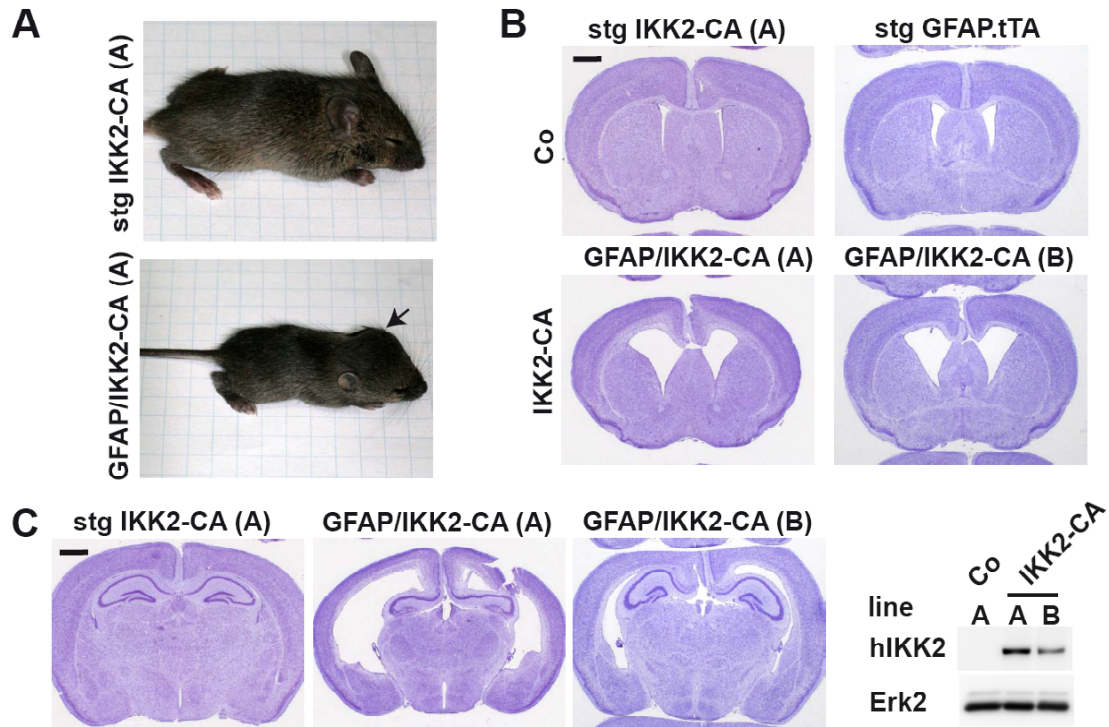 A
stg IKK2-CA (A)
GFAP/IKK2-CA (A)
B
stg IKK2-CA (A)
stg GFAP.tTA
Co
GFAP/IKK2-CA (A)
GFAP/IKK2-CA (B)
IKK2-CA
C
stg IKK2-CA (A)
GFAP/IKK2-CA (A)
GFAP/IKK2-CA (B)
Co
IKK2-CA
line
A
A
B
hIKK2
Erk2